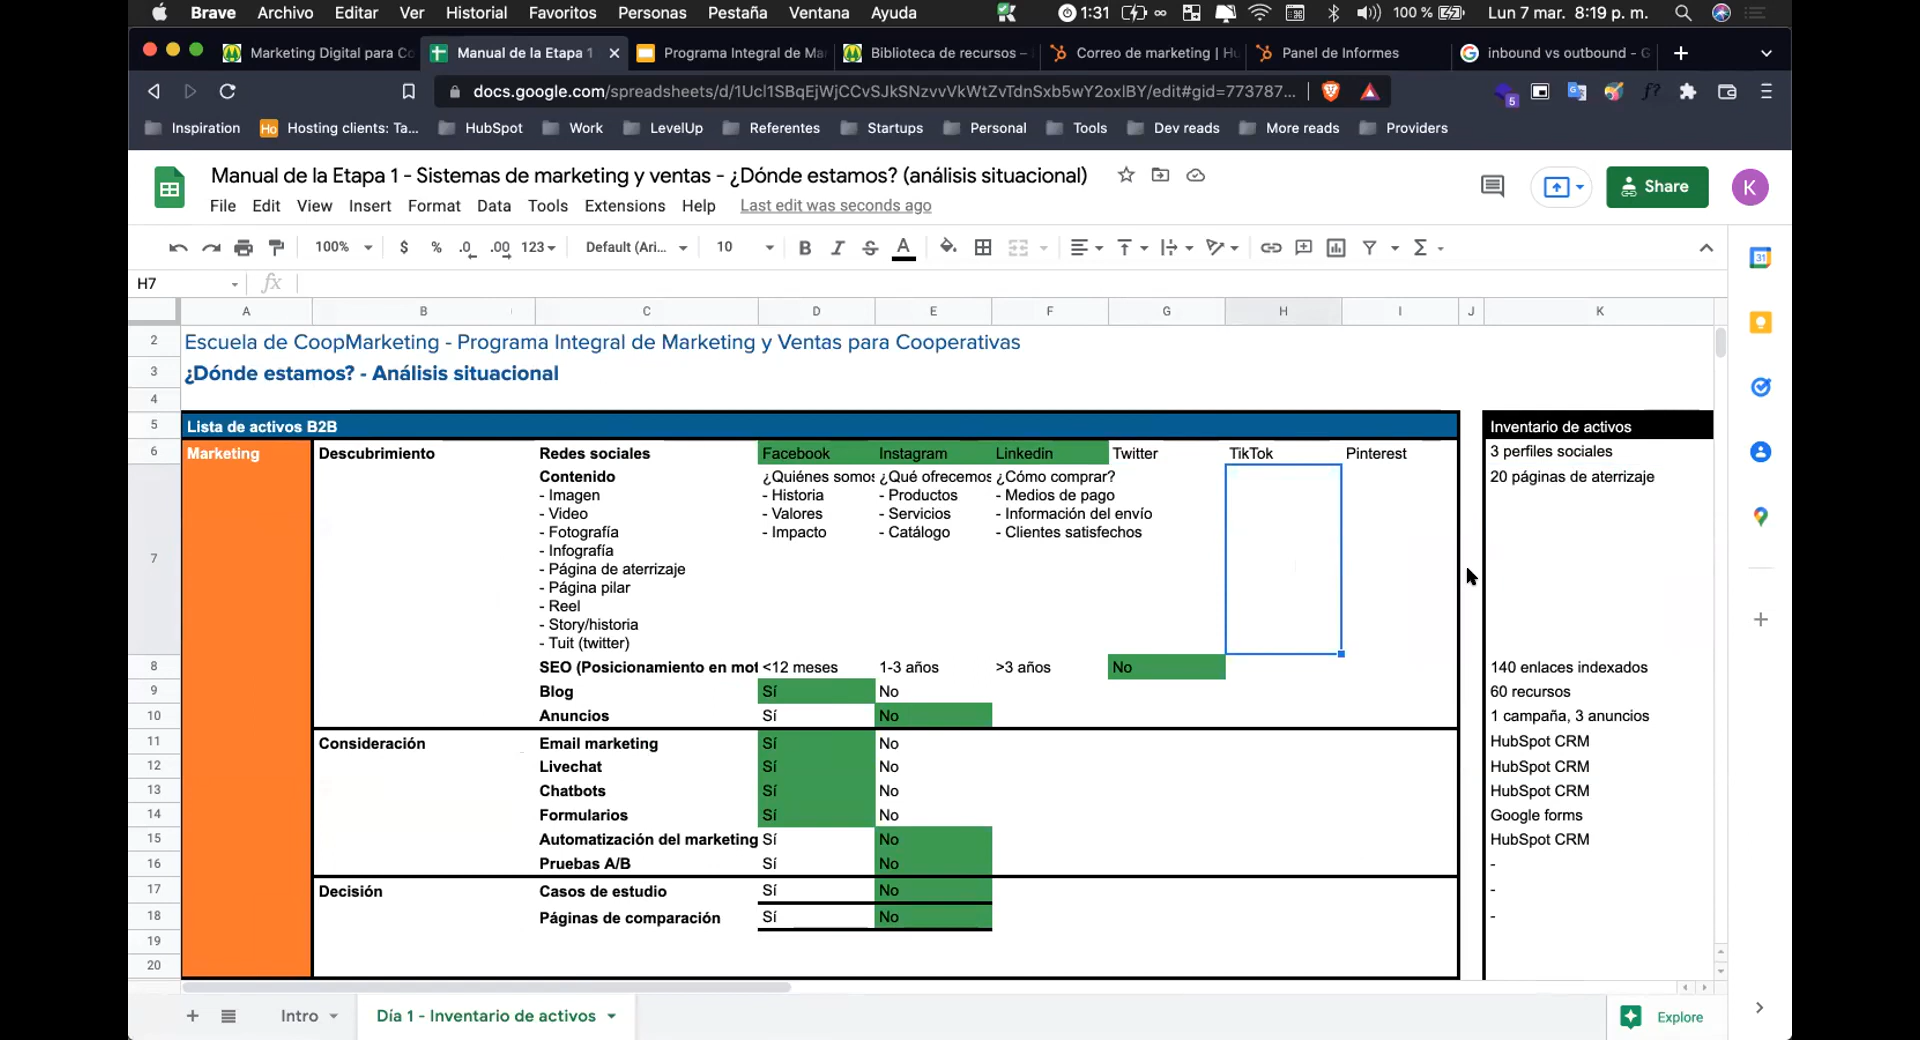 Brave Archivo Editar Ver Historial Favoritos Personas Pestaña Ventana Ayuda 1:31 100 % Lun 7 mar. 8:19 p. m.
Marketing Digital para Co Manual de la Etapa 1 Programa Integral de Mar Biblioteca de recursos – Correo de marketing | Hu Panel de Informes inbound vs outbound - G
docs.google.com/spreadsheets/d/1Ucl1SBqEjWjCCvSJkSNzvvVkWtZvTdnSxb5wY2oxlBY/edit#gid=773787... 5
Inspiration Hosting clients: Ta... HubSpot Work LevelUp Referentes Startups Personal Tools Dev reads More reads Providers
Manual de la Etapa 1 - Sistemas de marketing y ventas - ¿Dónde estamos? (análisis situacional) Share K
File Edit View Insert Format Data Tools Extensions Help Last edit was seconds ago
100% $ % .0 .00 123 Default (Ari... 10 B I S A
H7 fx
A B C D E F G H I J K
2 Escuela de CoopMarketing - Programa Integral de Marketing y Ventas para Cooperativas
3 ¿Dónde estamos? - Análisis situacional
4
5 Lista de activos B2B Inventario de activos
6 Marketing Descubrimiento Redes sociales Facebook Instagram Linkedin Twitter TikTok Pinterest 3 perfiles sociales
7 Contenido ¿Quiénes somos ¿Qué ofrecemos ¿Cómo comprar? 20 páginas de aterrizaje
- Imagen - Historia - Productos - Medios de pago
- Video - Valores - Servicios - Información del envío
- Fotografía - Impacto - Catálogo - Clientes satisfechos
- Infografía
- Página de aterrizaje
- Página pilar
- Reel
- Story/historia
- Tuit (twitter)
8 SEO (Posicionamiento en mot <12 meses 1-3 años >3 años No 140 enlaces indexados
9 Blog Sí No 60 recursos
10 Anuncios Sí No 1 campaña, 3 anuncios
11 Consideración Email marketing Sí No HubSpot CRM
12 Livechat Sí No HubSpot CRM
13 Chatbots Sí No HubSpot CRM
14 Formularios Sí No Google forms
15 Automatización del marketing Sí No HubSpot CRM
16 Pruebas A/B Sí No -
17 Decisión Casos de estudio Sí No -
18 Páginas de comparación Sí No -
19
20
Intro Día 1 - Inventario de activos Explore